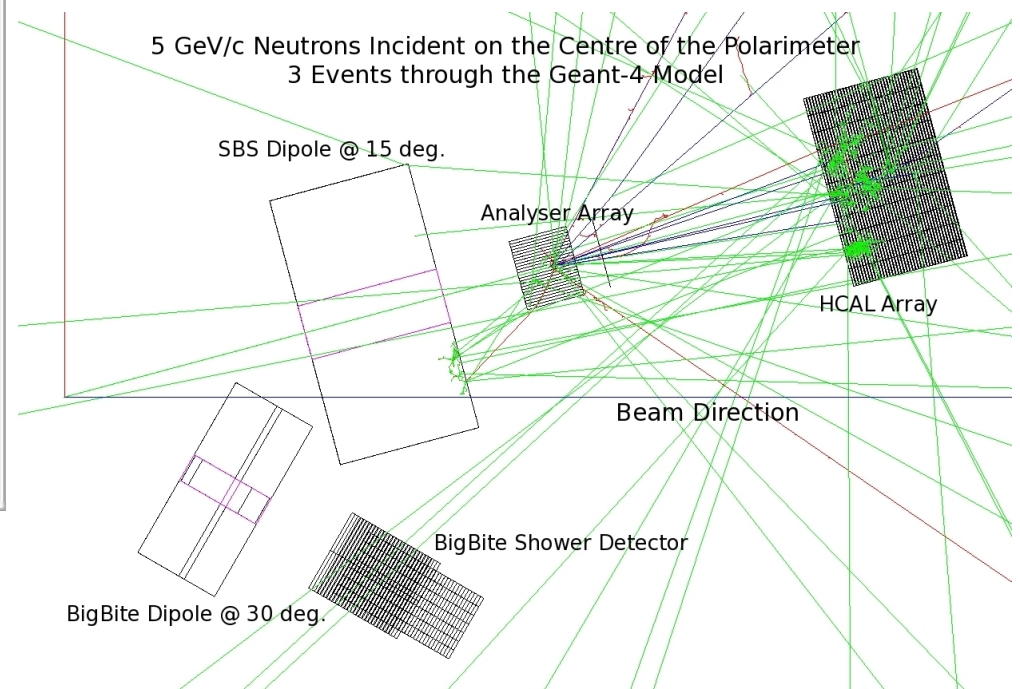 5 GeV/c Neutrons Incident on the Centre of the Polarimeter
3 Events through the Geant-4 Model
SBS Dipole @ 15 deg.
Analyser Array
HCAL Array
Beam Direction
BigBite Shower Detector
BigBite Dipole @ 30 deg.